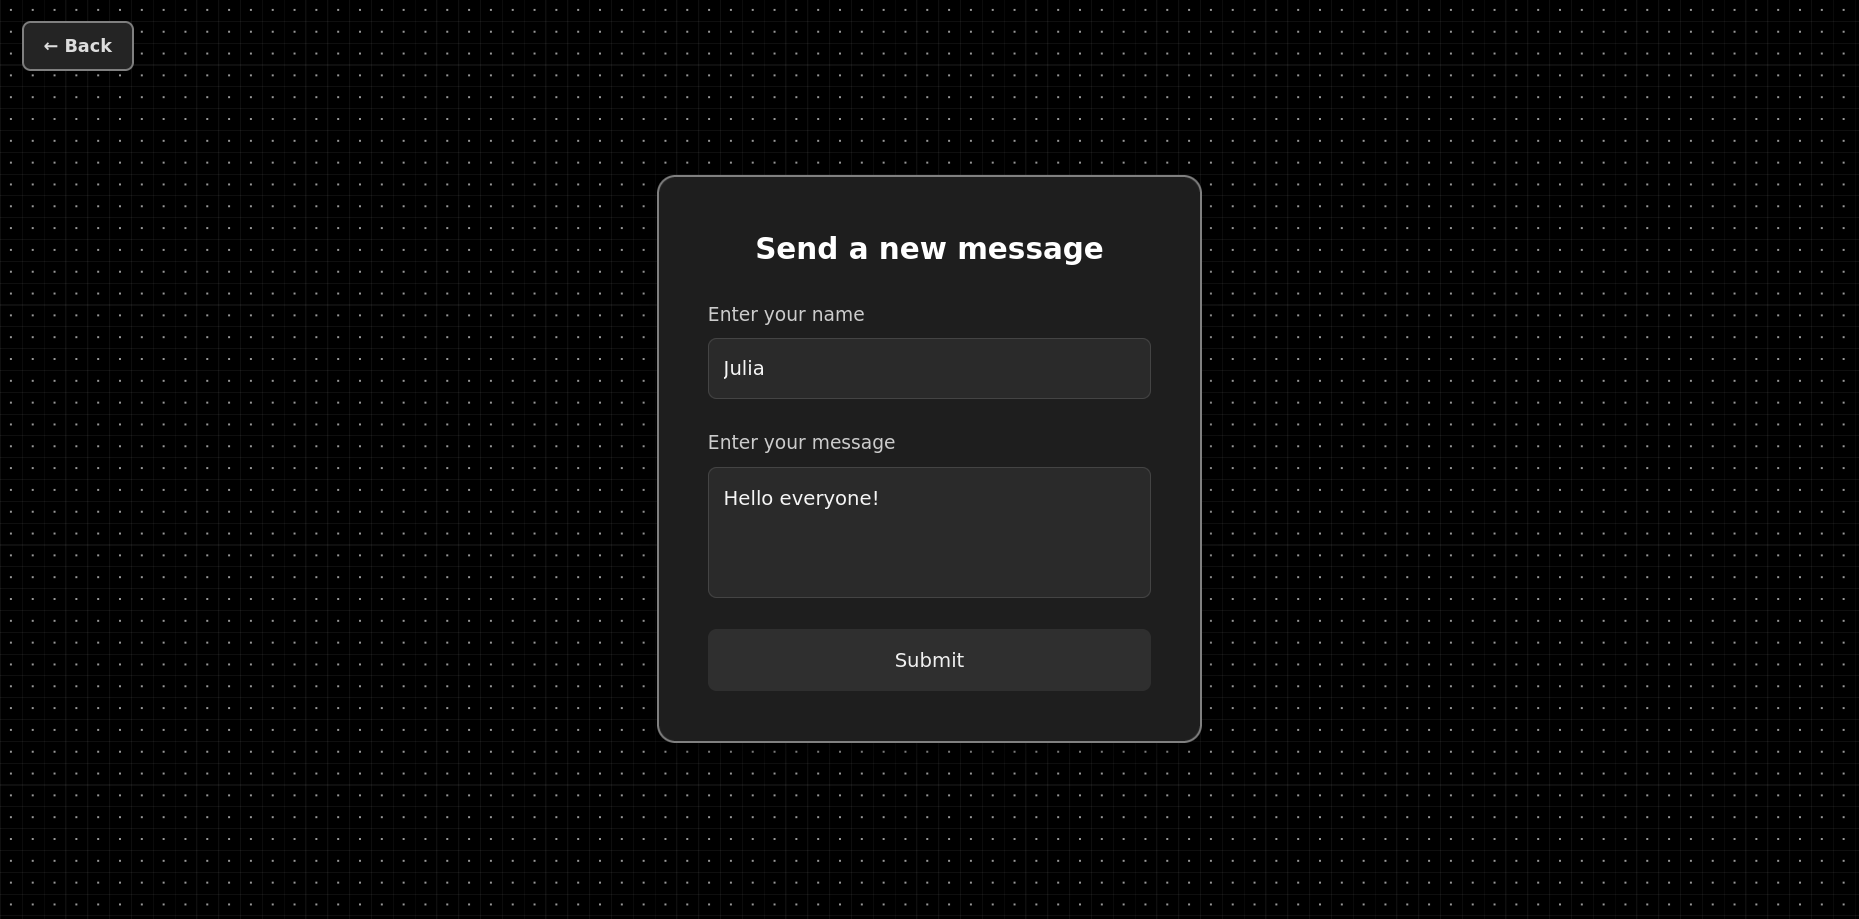 ← Back
Send a new message
Enter your name
Julia
Enter your message
Hello everyone!
Submit